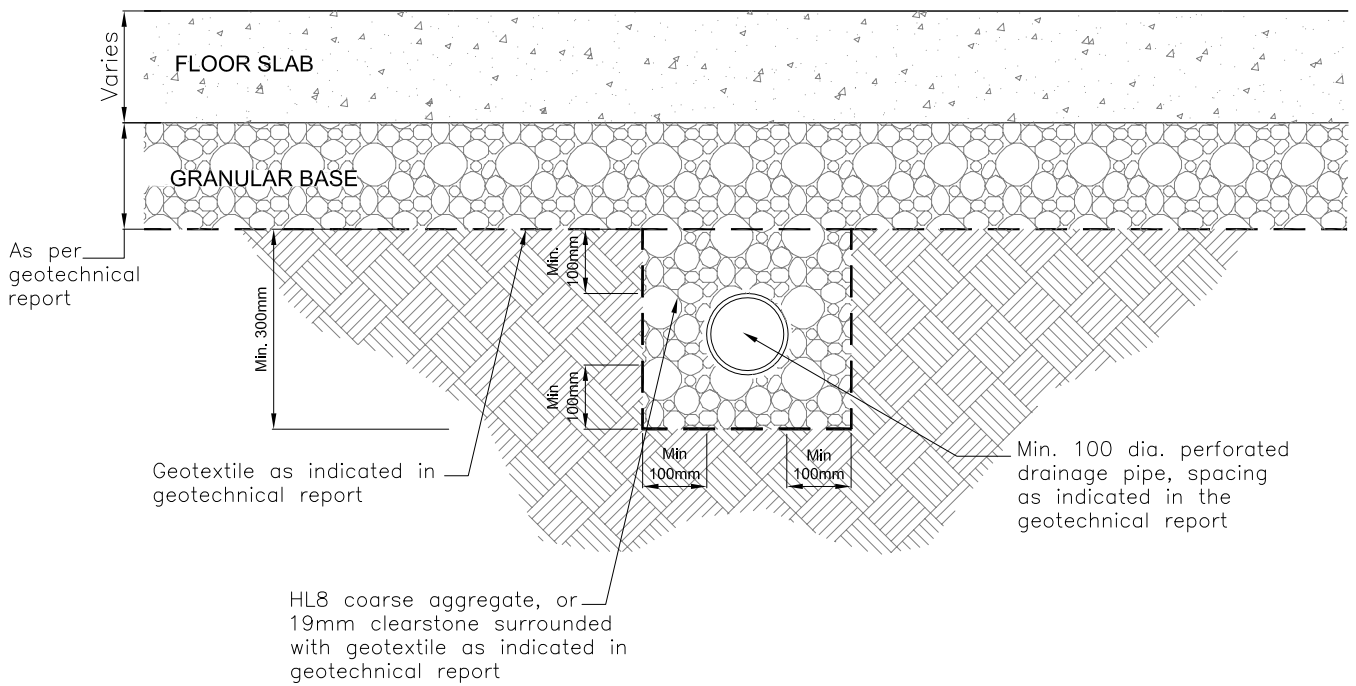 Varies
FLOOR SLAB
GRANULAR BASE
As per
geotechnical
report
Min. 300mm
Min.
100mm
Min
100mm
Min
100mm
Min
100mm
Geotextile as indicated in
geotechnical report
Min. 100 dia. perforated
drainage pipe, spacing
as indicated in the
geotechnical report
HL8 coarse aggregate, or
19mm clearstone surrounded
with geotextile as indicated in
geotechnical report